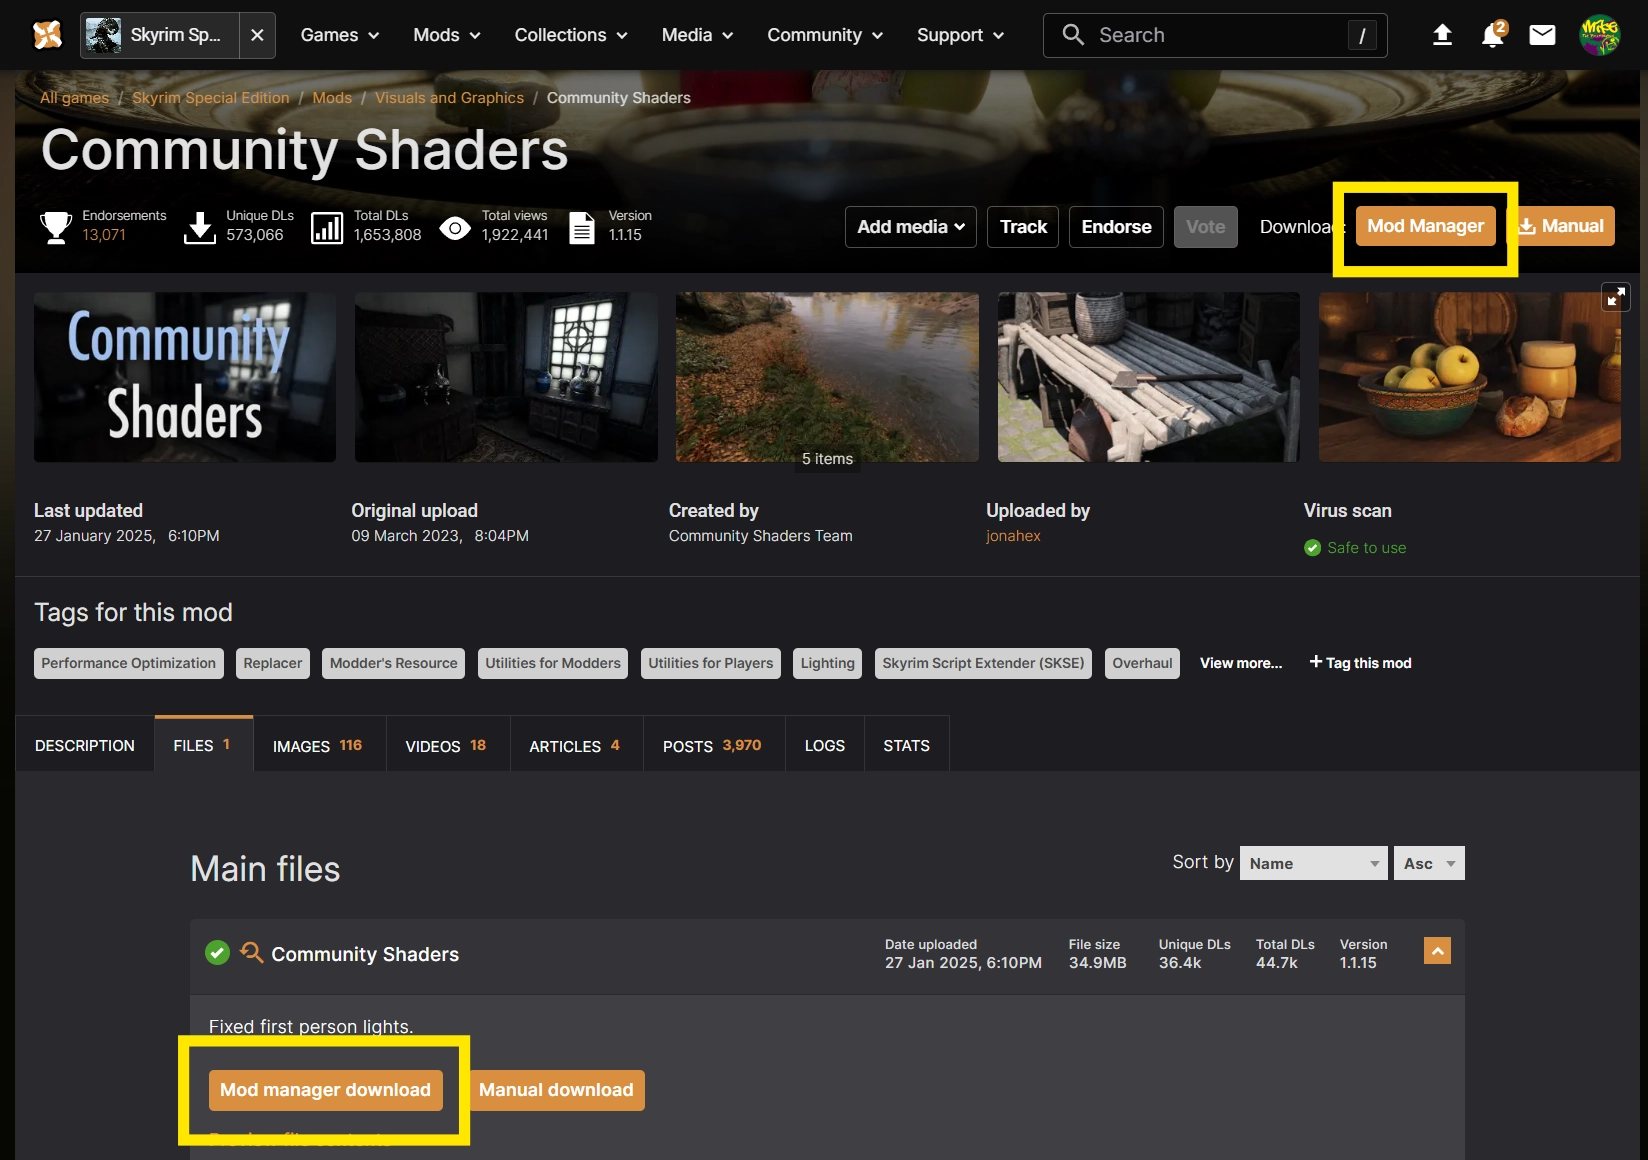 Skyrim Sp...
Games
Mods
Collections
Media
Community
Support
Search
/
2
All games / Skyrim Special Edition / Mods / Visuals and Graphics / Community Shaders
Community Shaders
Endorsements
13,071
Unique DLs
573,066
Total DLs
1,653,808
Total views
1,922,441
Version
1.1.15
Add media
Track
Endorse
Vote
Download:
Mod Manager
Manual
Community
Shaders
5 items
Last updated
27 January 2025, 6:10PM
Original upload
09 March 2023, 8:04PM
Created by
Community Shaders Team
Uploaded by
jonahex
Virus scan
Safe to use
Tags for this mod
Performance Optimization
Replacer
Modder's Resource
Utilities for Modders
Utilities for Players
Lighting
Skyrim Script Extender (SKSE)
Overhaul
View more...
+ Tag this mod
DESCRIPTION
FILES 1
IMAGES 116
VIDEOS 18
ARTICLES 4
POSTS 3,970
LOGS
STATS
Main files
Sort by
Name
Asc
Community Shaders
Date uploaded
27 Jan 2025, 6:10PM
File size
34.9MB
Unique DLs
36.4k
Total DLs
44.7k
Version
1.1.15
Fixed first person lights.
Mod manager download
Manual download